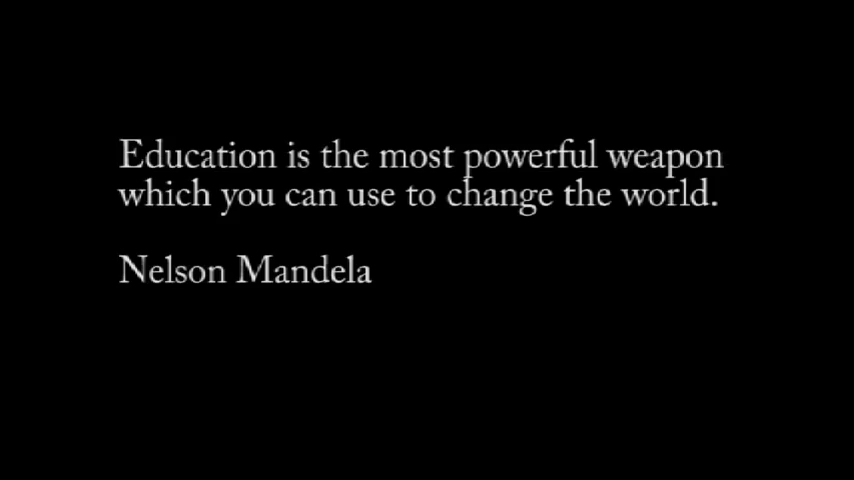 Education is the most powerful weapon
which you can use to change the world.
Nelson Mandela